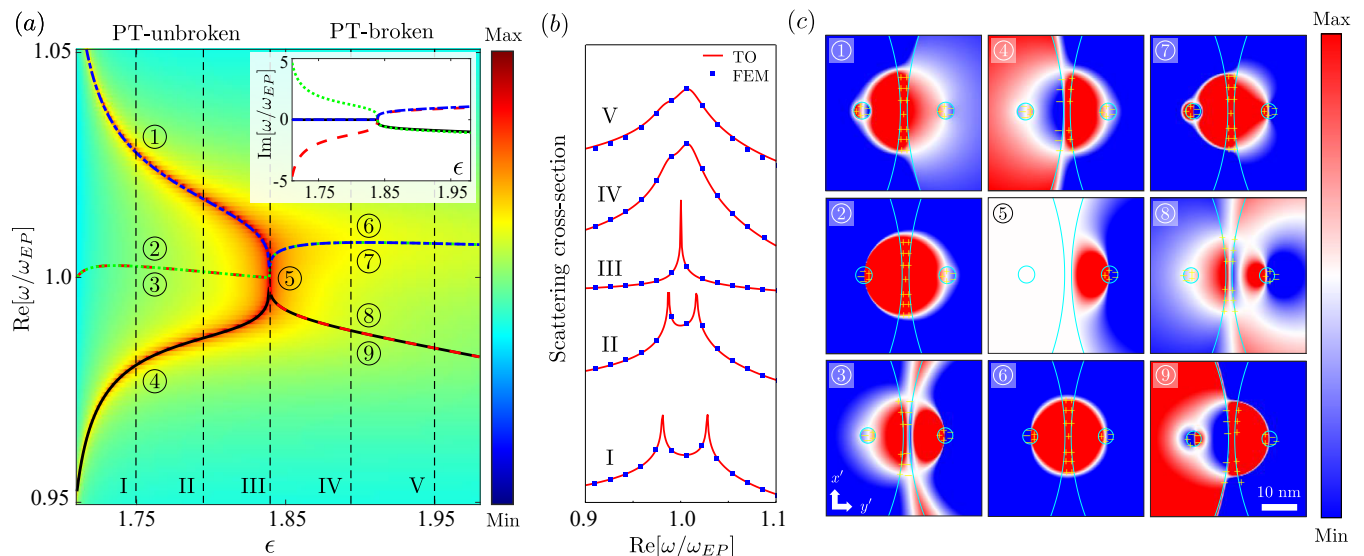 (a)
PT-unbroken
PT-broken
Max
Min
1.05
1.0
0.95
Re[ω/ω_EP]
1.75
1.85
1.95
ϵ
① ② ③ ④ ⑤ ⑥ ⑦ ⑧ ⑨
I II III IV V
5
0
-5
Im[ω/ω_EP]
1.75
1.85
1.95
ϵ
(b)
TO
FEM
V
IV
III
II
I
Scattering cross-section
0.9
1.0
1.1
Re[ω/ω_EP]
(c)
① ④ ⑦
② ⑤ ⑧
③ ⑥ ⑨
x′
y′
10 nm
Max
Min